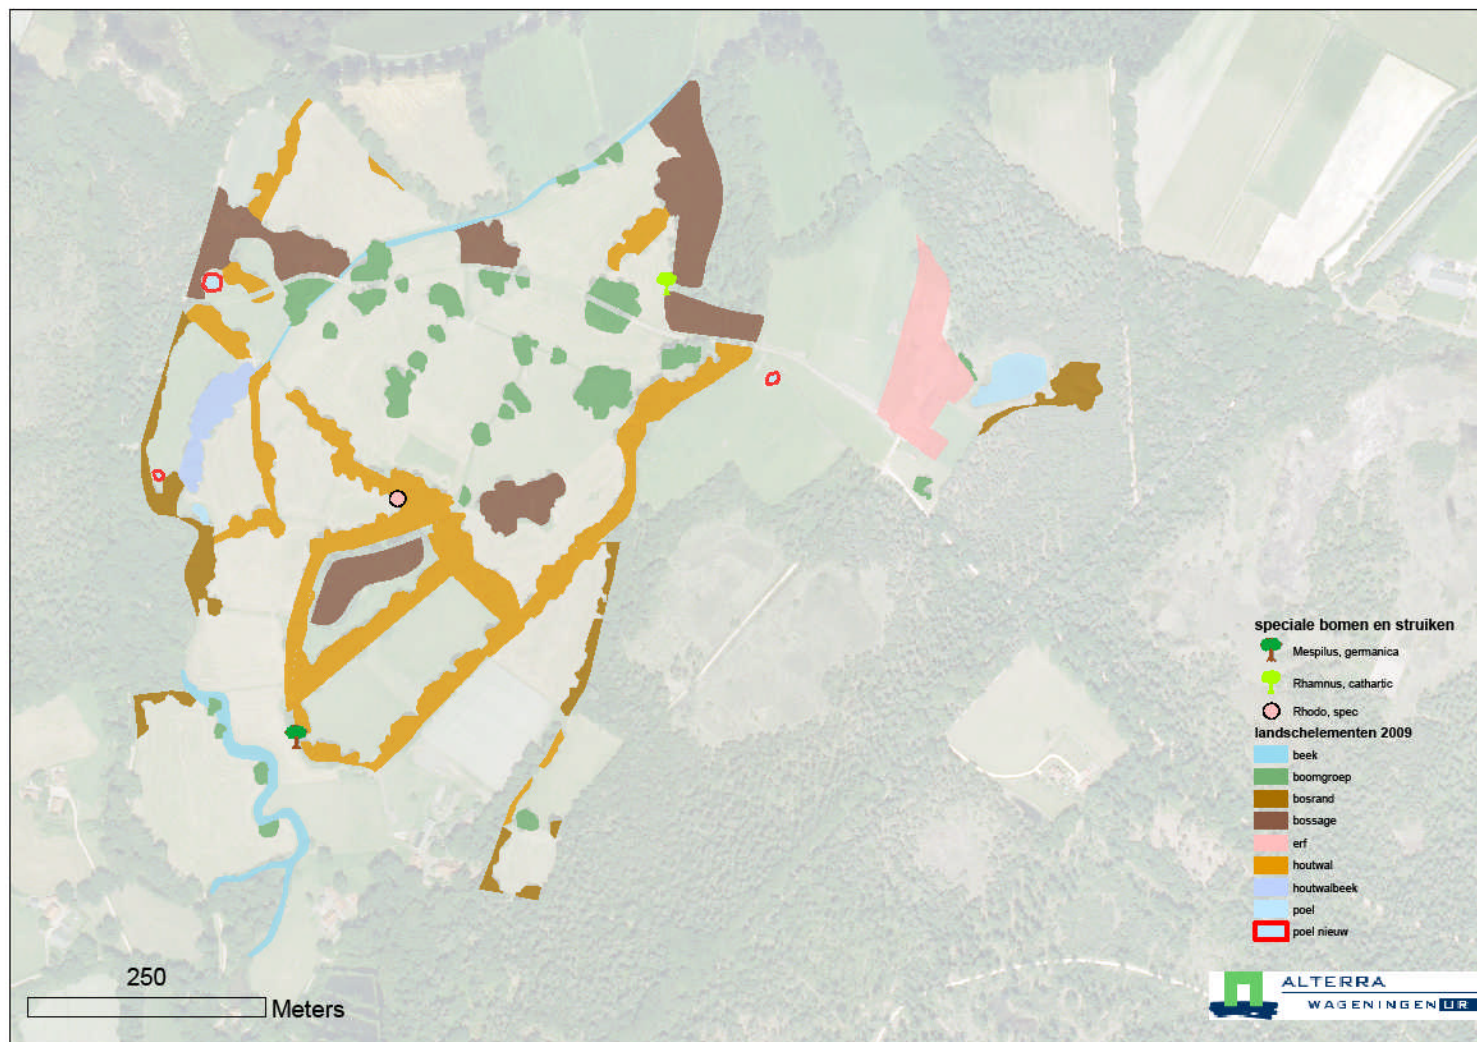 speciale bomen en struiken
Mespilus, germanica
Rhamnus, cathartic
Rhodo, spec
landschelementen 2009
beek
boomgroep
bosrand
bossage
erf
houtwal
houtwalbeek
poel
poel nieuw
250
Meters
ALTERRA
WAGENINGEN UR